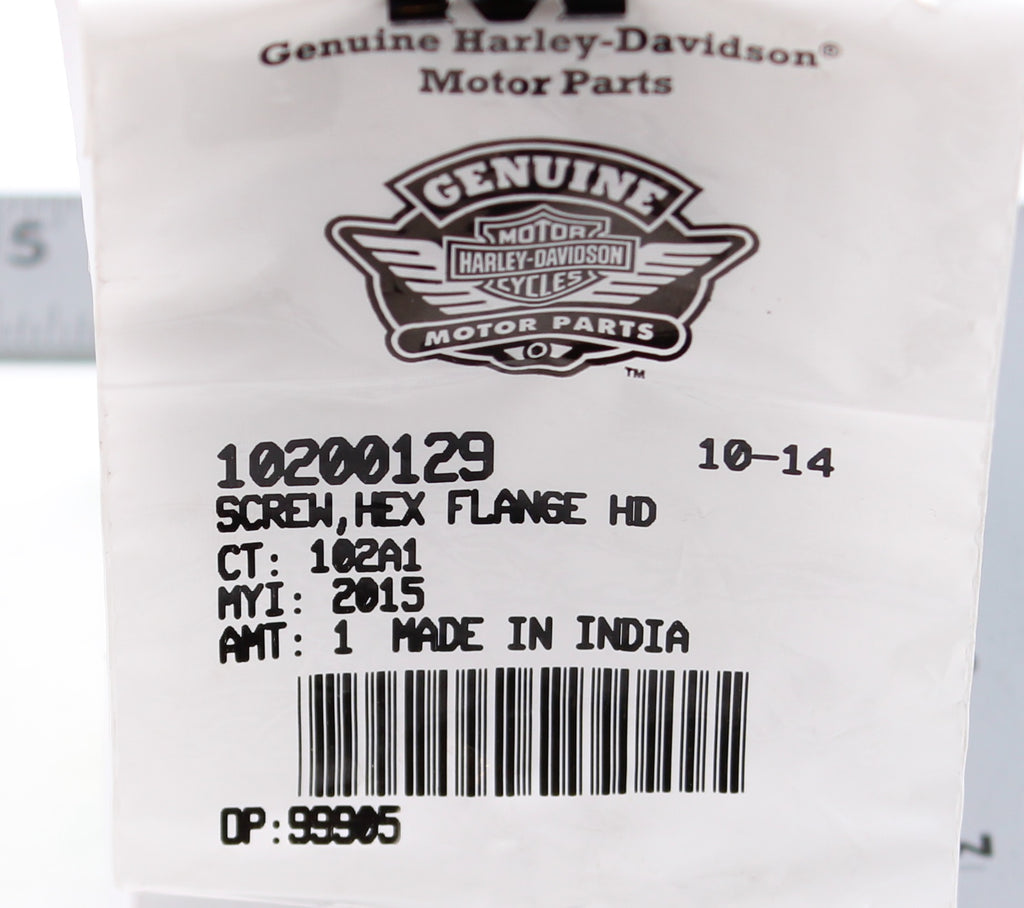 Genuine Harley-Davidson®
Motor Parts
GENUINE
MOTOR
HARLEY-DAVIDSON
CYCLES
MOTOR PARTS
TM
10200129 10-14
SCREW,HEX FLANGE HD
CT: 102A1
MYI: 2015
AMT: 1 MADE IN INDIA
OP:99905
5